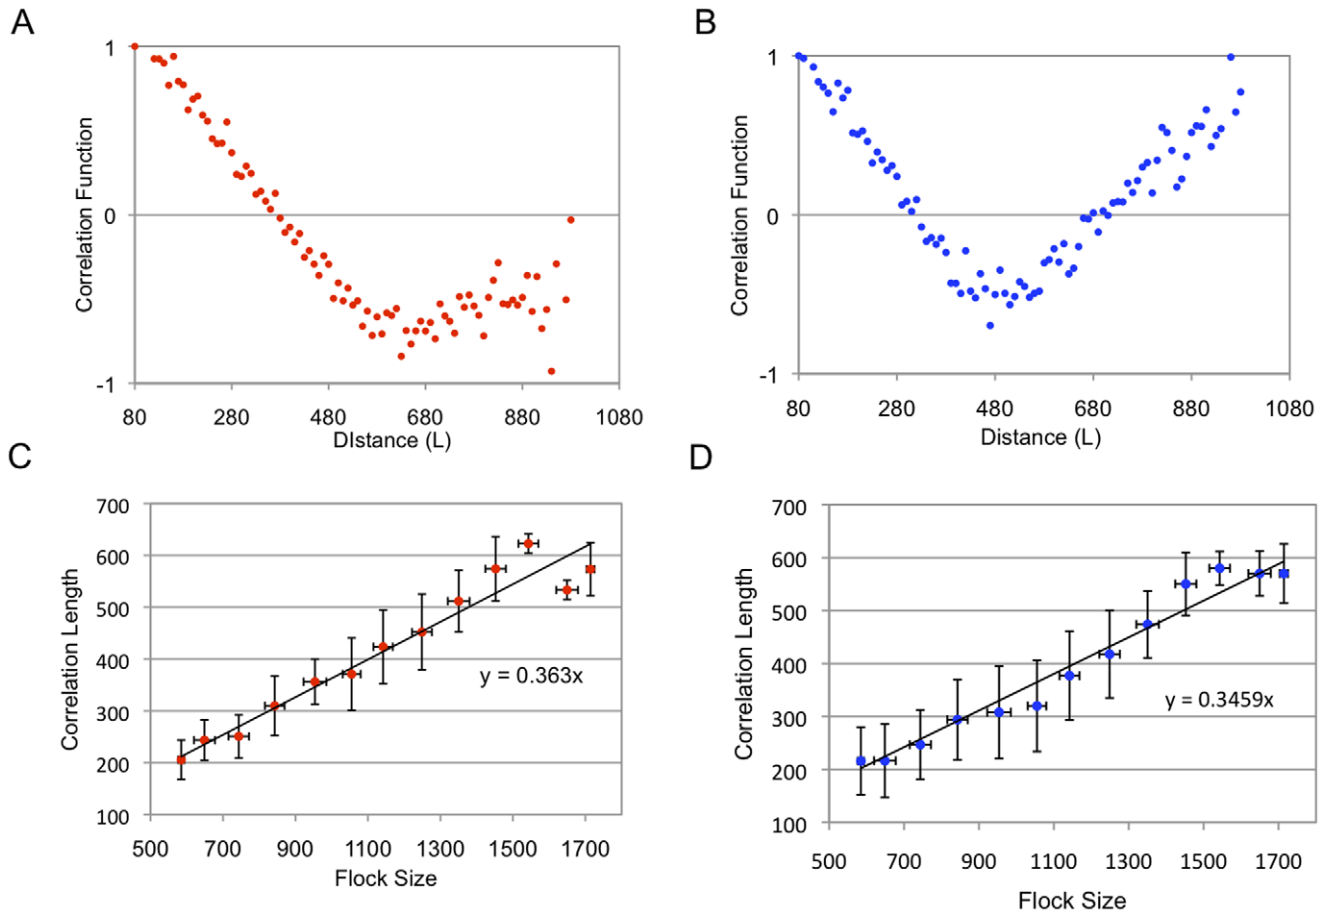 A
1
0
-1
Correlation Function
80 280 480 680 880 1080
DIstance (L)
B
1
0
-1
Correlation Function
80 280 480 680 880 1080
Distance (L)
C
700
600
500
400
300
200
100
Correlation Length
y = 0.363x
500 700 900 1100 1300 1500 1700
Flock Size
D
700
600
500
400
300
200
100
Correlation Length
y = 0.3459x
500 700 900 1100 1300 1500 1700
Flock Size